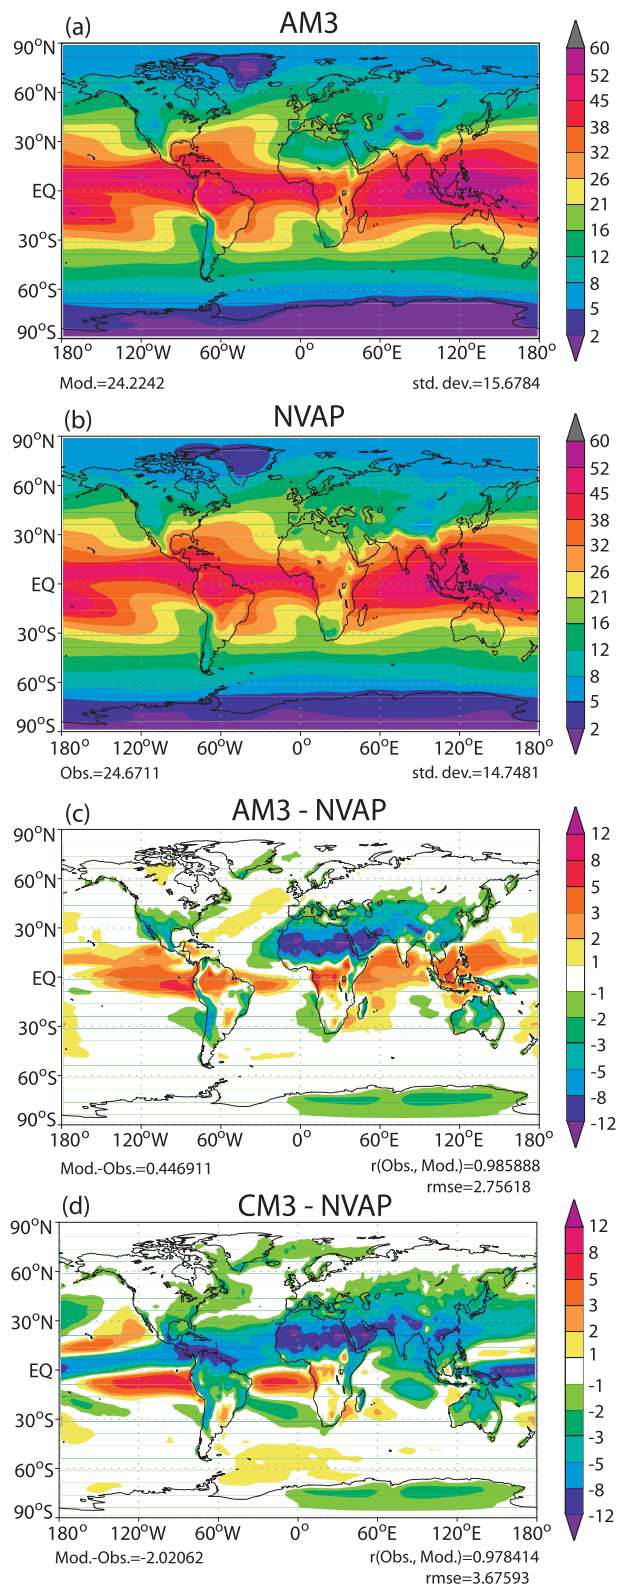 (a) AM3
90°N
60°N
30°N
EQ
30°S
60°S
90°S
180° 120°W 60°W 0° 60°E 120°E 180°
Mod.=24.2242 std. dev.=15.6784
60
52
45
38
32
26
21
16
12
8
5
2
(b) NVAP
90°N
60°N
30°N
EQ
30°S
60°S
90°S
180° 120°W 60°W 0° 60°E 120°E 180°
Obs.=24.6711 std. dev.=14.7481
60
52
45
38
32
26
21
16
12
8
5
2
(c) AM3 - NVAP
90°N
60°N
30°N
EQ
30°S
60°S
90°S
180° 120°W 60°W 0° 60°E 120°E 180°
Mod.-Obs.=0.446911 r(Obs., Mod.)=0.985888
rmse=2.75618
12
8
5
3
2
1
-1
-2
-3
-5
-8
-12
(d) CM3 - NVAP
90°N
60°N
30°N
EQ
30°S
60°S
90°S
180° 120°W 60°W 0° 60°E 120°E 180°
Mod.-Obs.=-2.02062 r(Obs., Mod.)=0.978414
rmse=3.67593
12
8
5
3
2
1
-1
-2
-3
-5
-8
-12